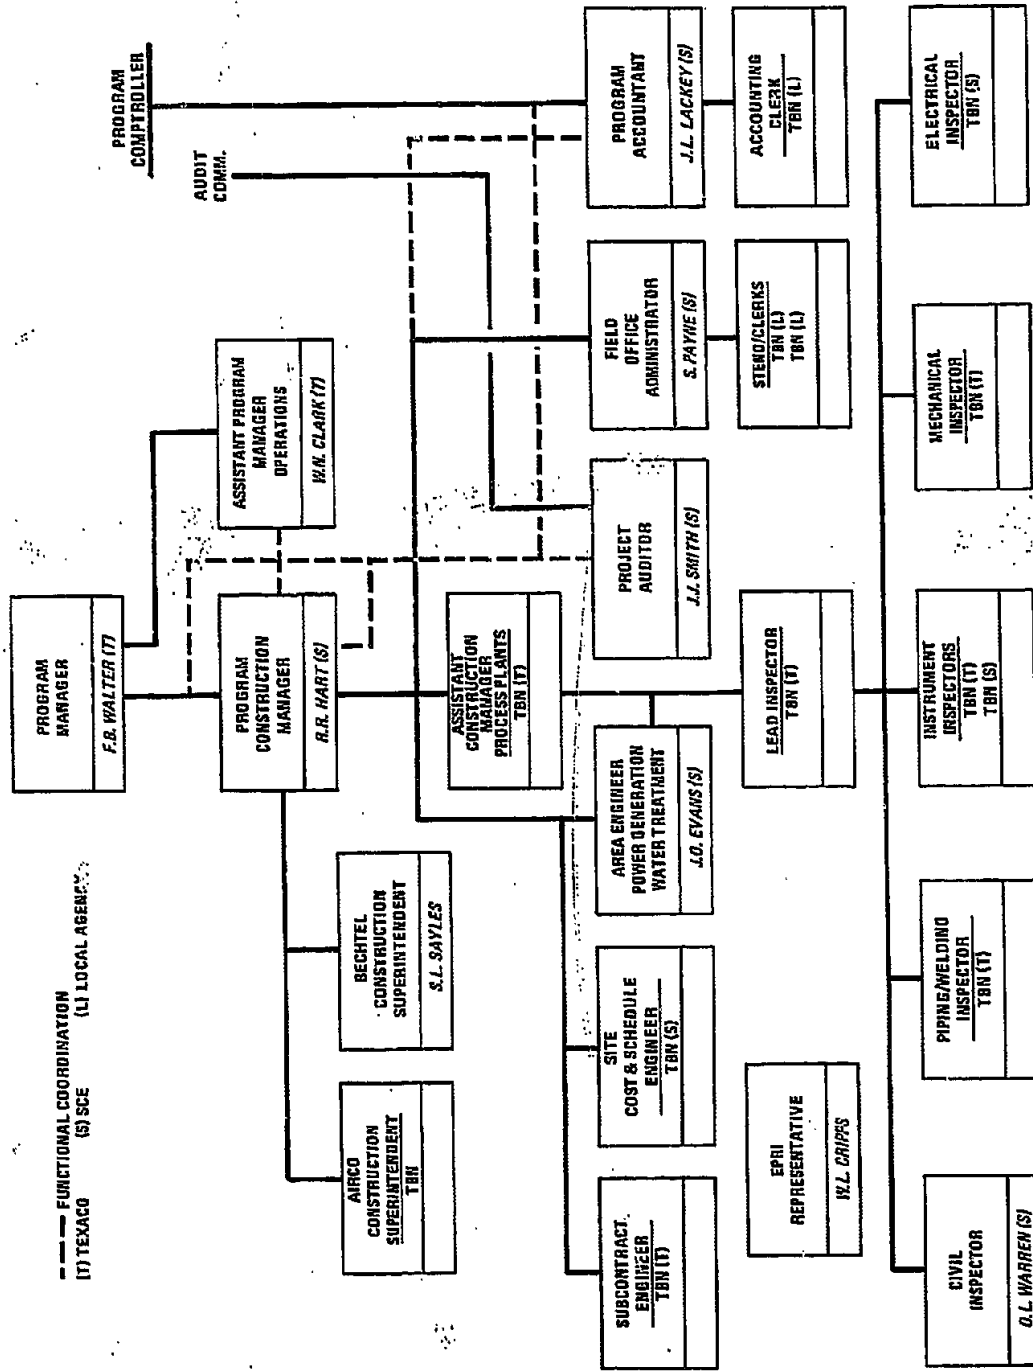 — — — FUNCTIONAL COORDINATION
(T) TEXACO (S) SCE (L) LOCAL AGENCY
PROGRAM
MANAGER
F.B. WALTER (T)
PROGRAM
COMPTROLLER
AUDIT
COMM.
ASSISTANT PROGRAM
MANAGER
OPERATIONS
W.N. CLARK (T)
PROGRAM
CONSTRUCTION
MANAGER
R.R. HART (S)
AIRCO
CONSTRUCTION
SUPERINTENDENT
TBN
BECHTEL
CONSTRUCTION
SUPERINTENDENT
S.L. SAYLES
ASSISTANT
CONSTRUCTION
MANAGER
PROCESS PLANTS
TBN (T)
SUBCONTRACT
ENGINEER
TBN (T)
SITE
COST & SCHEDULE
ENGINEER
TBN (S)
AREA ENGINEER
POWER GENERATION
WATER TREATMENT
J.O. EVANS (S)
PROJECT
AUDITOR
J.J. SMITH (S)
FIELD
OFFICE
ADMINISTRATOR
S. PAYNE (S)
PROGRAM
ACCOUNTANT
J.L. LACKEY (S)
EPRI
REPRESENTATIVE
W.L. CRIPPS
LEAD INSPECTOR
TBN (T)
STENO/CLERKS
TBN (L)
TBN (L)
ACCOUNTING
CLERK
TBN (L)
CIVIL
INSPECTOR
O.L. WARREN (S)
PIPING/WELDING
INSPECTOR
TBN (T)
INSTRUMENT
INSPECTORS
TBN (T)
TBN (S)
MECHANICAL
INSPECTOR
TBN (T)
ELECTRICAL
INSPECTOR
TBN (S)